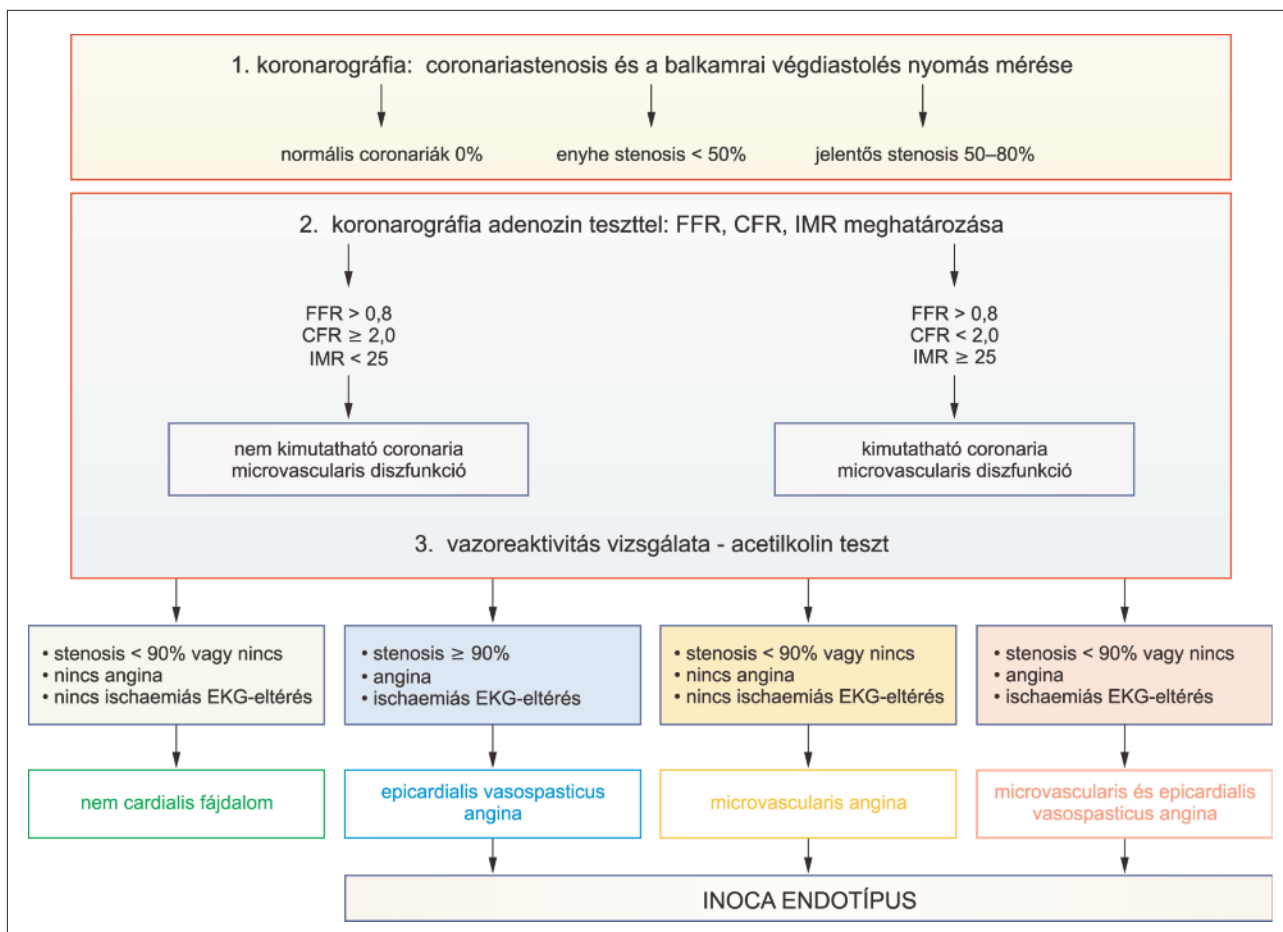 1. koronarográfia: coronariastenosis és a balkamrai végdiastolés nyomás mérése
normális coronariák 0%
enyhe stenosis < 50%
jelentős stenosis 50–80%
2. koronarográfia adenozin teszttel: FFR, CFR, IMR meghatározása
FFR > 0,8
CFR ≥ 2,0
IMR < 25
FFR > 0,8
CFR < 2,0
IMR ≥ 25
nem kimutatható coronaria
microvascularis diszfunkció
kimutatható coronaria
microvascularis diszfunkció
3. vazoreaktivitás vizsgálata - acetilkolin teszt
• stenosis < 90% vagy nincs
• nincs angina
• nincs ischaemiás EKG-eltérés
• stenosis ≥ 90%
• angina
• ischaemiás EKG-eltérés
• stenosis < 90% vagy nincs
• nincs angina
• nincs ischaemiás EKG-eltérés
• stenosis < 90% vagy nincs
• angina
• ischaemiás EKG-eltérés
nem cardialis fájdalom
epicardialis vasospasticus
angina
microvascularis angina
microvascularis és epicardialis
vasospasticus angina
INOCA ENDOTÍPUS